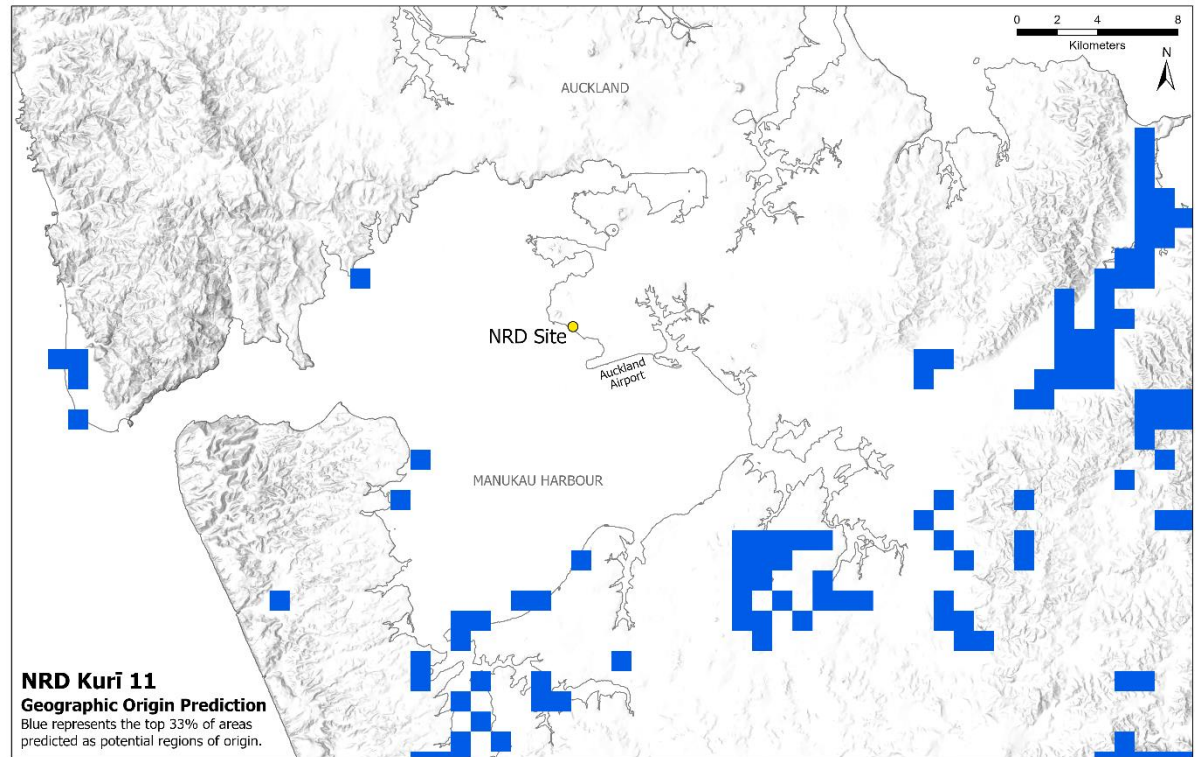 0 2 4 8
Kilometers
N
AUCKLAND
NRD Site
Auckland
Airport
MANUKAU HARBOUR
NRD Kurī 11
Geographic Origin Prediction
Blue represents the top 33% of areas
predicted as potential regions of origin.